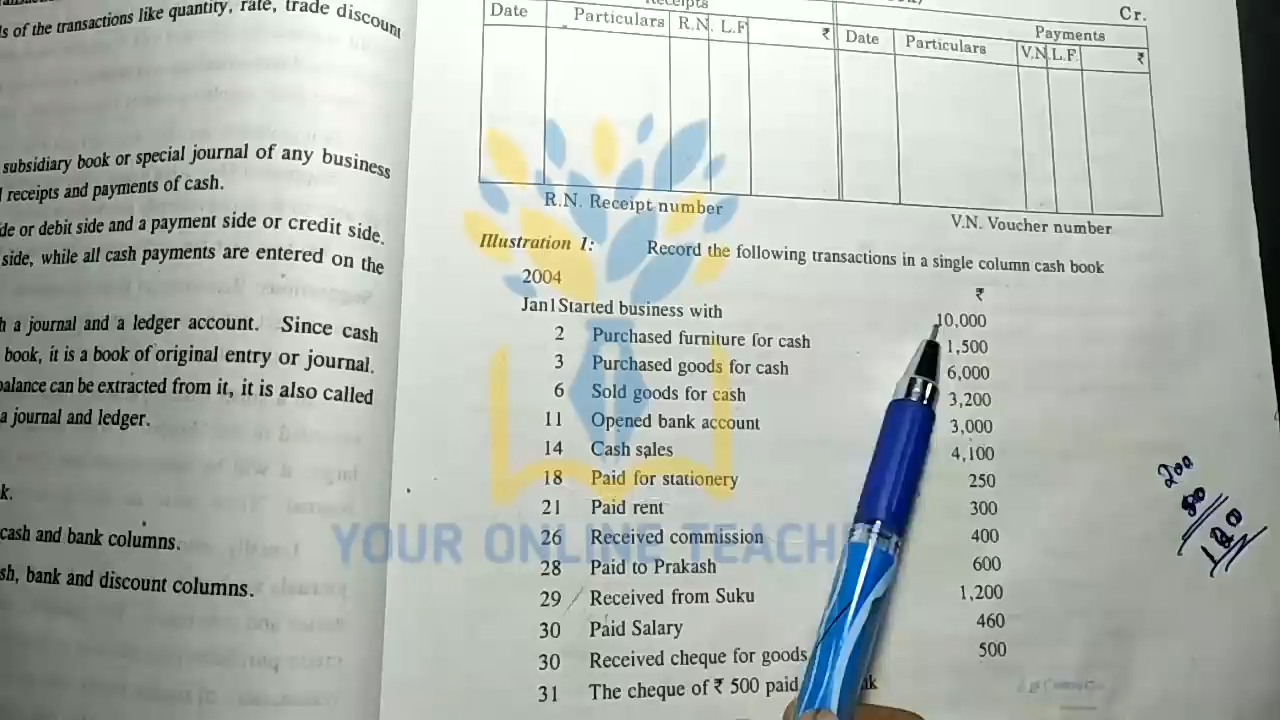 ls of the transactions like quantity, rate, trade discount
subsidiary book or special journal of any business
receipts and payments of cash.
de or debit side and a payment side or credit side.
side, while all cash payments are entered on the
h a journal and a ledger account. Since cash
book, it is a book of original entry or journal.
balance can be extracted from it, it is also called
a journal and ledger.
k.
cash and bank columns.
sh, bank and discount columns.
Cr.
Receipts Payments
Date Particulars R.N. L.F ₹ Date Particulars V.N. L.F. ₹
R.N. Receipt number V.N. Voucher number
Illustration 1: Record the following transactions in a single column cash book
2004 ₹
Jan1 Started business with 10,000
2 Purchased furniture for cash 1,500
3 Purchased goods for cash 6,000
6 Sold goods for cash 3,200
11 Opened bank account 3,000
14 Cash sales 4,100
18 Paid for stationery 250
21 Paid rent 300
26 Received commission 400
28 Paid to Prakash 600
29 Received from Suku 1,200
30 Paid Salary 460
30 Received cheque for goods 500
31 The cheque of ₹ 500 paid
YOUR ONLINE TEACHE
200
80
120